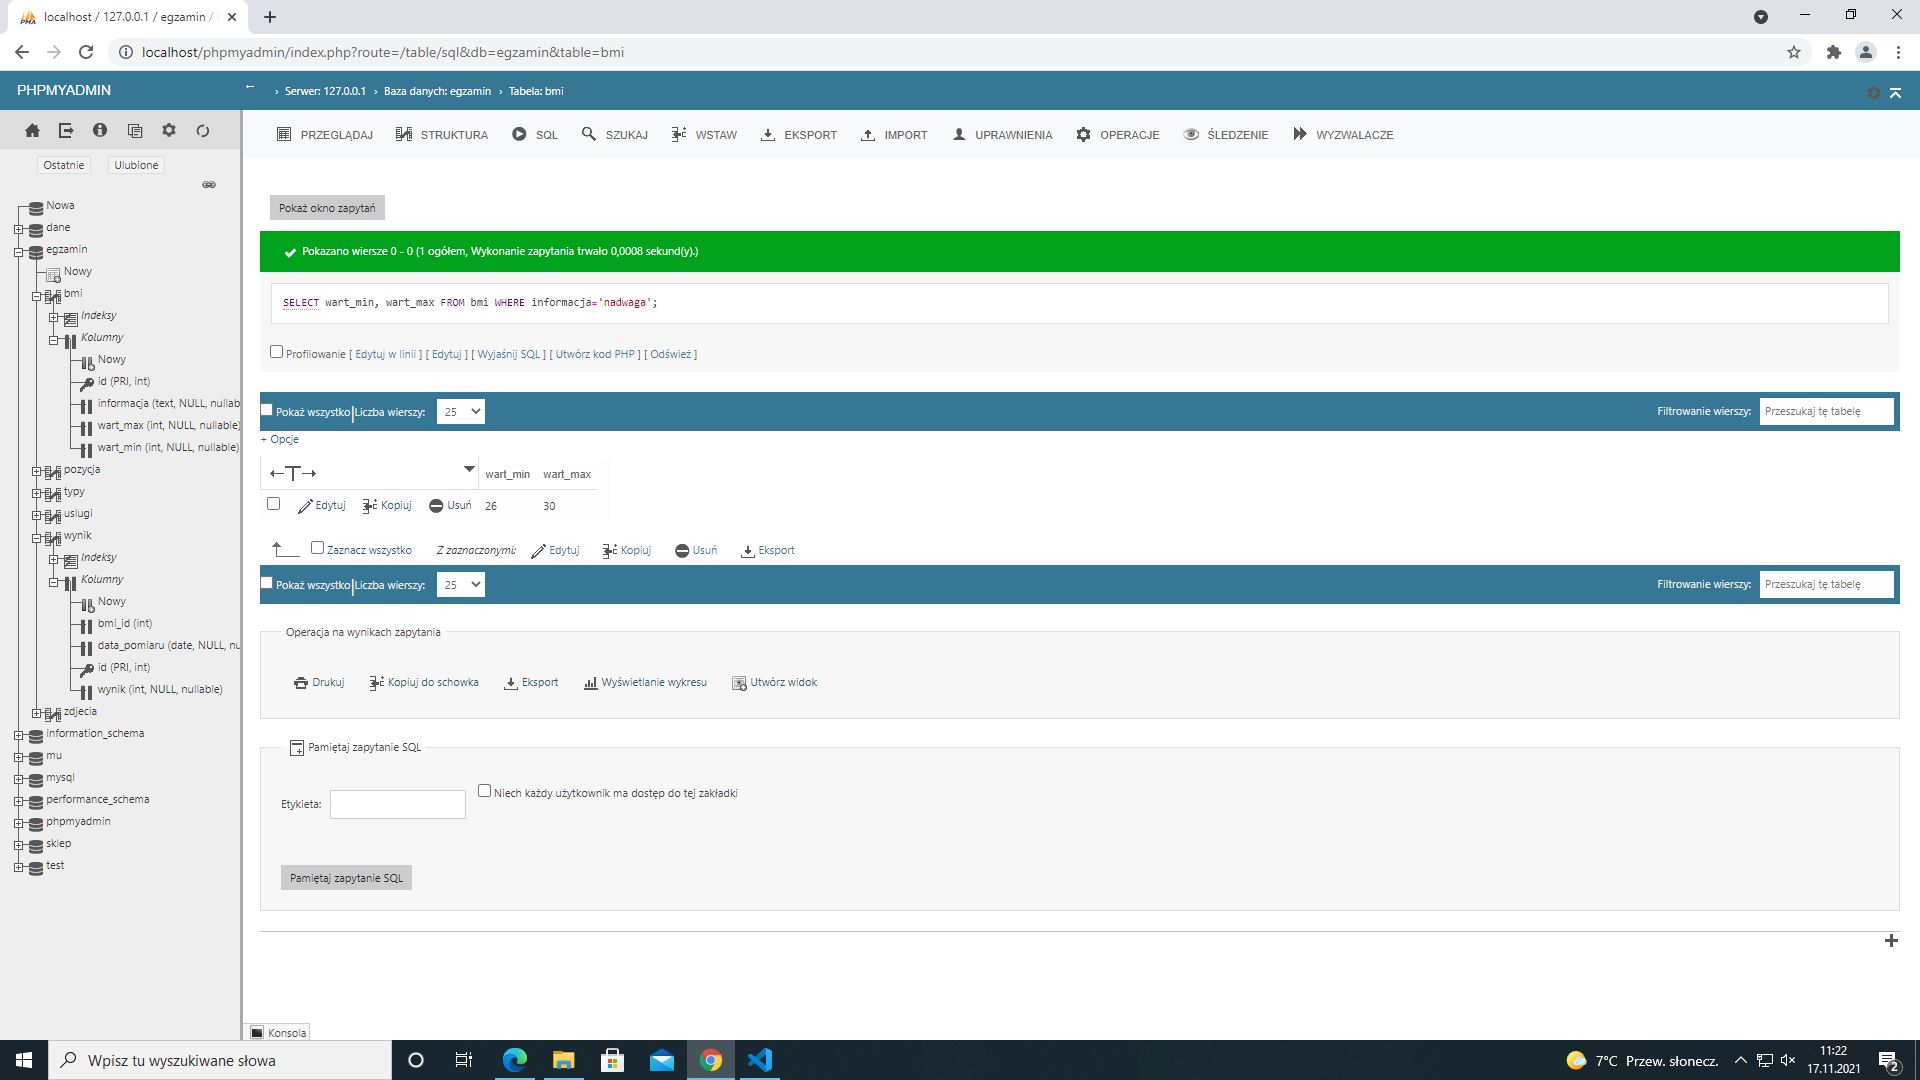 localhost / 127.0.0.1 / egzamin /
localhost/phpmyadmin/index.php?route=/table/sql&db=egzamin&table=bmi
PHPMYADMIN
Ostatnie Ulubione
Nowa
dane
egzamin
Nowy
bmi
Indeksy
Kolumny
Nowy
id (PRI, int)
informacja (text, NULL, nullab
wart_max (int, NULL, nullable)
wart_min (int, NULL, nullable)
pozycja
typy
uslugi
wynik
Indeksy
Kolumny
Nowy
bmi_id (int)
data_pomiaru (date, NULL, nu
id (PRI, int)
wynik (int, NULL, nullable)
zdjecia
information_schema
mu
mysql
performance_schema
phpmyadmin
sklep
test
› Serwer: 127.0.0.1 › Baza danych: egzamin › Tabela: bmi
PRZEGLĄDAJ STRUKTURA SQL SZUKAJ WSTAW EKSPORT IMPORT UPRAWNIENIA OPERACJE ŚLEDZENIE WYZWALACZE
Pokaż okno zapytań
Pokazano wiersze 0 - 0 (1 ogółem, Wykonanie zapytania trwało 0,0008 sekund(y).)
SELECT wart_min, wart_max FROM bmi WHERE informacja='nadwaga';
Profilowanie [ Edytuj w linii ] [ Edytuj ] [ Wyjaśnij SQL ] [ Utwórz kod PHP ] [ Odśwież ]
Pokaż wszystko | Liczba wierszy: 25 Filtrowanie wierszy: Przeszukaj tę tabelę
+ Opcje
←T→ wart_min wart_max
Edytuj Kopiuj Usuń 26 30
Zaznacz wszystko Z zaznaczonymi: Edytuj Kopiuj Usuń Eksport
Pokaż wszystko | Liczba wierszy: 25 Filtrowanie wierszy: Przeszukaj tę tabelę
Operacja na wynikach zapytania
Drukuj Kopiuj do schowka Eksport Wyświetlanie wykresu Utwórz widok
Pamiętaj zapytanie SQL
Etykieta: Niech każdy użytkownik ma dostęp do tej zakładki
Pamiętaj zapytanie SQL
Konsola
Wpisz tu wyszukiwane słowa
7°C Przew. słonecz.
11:22
17.11.2021
2